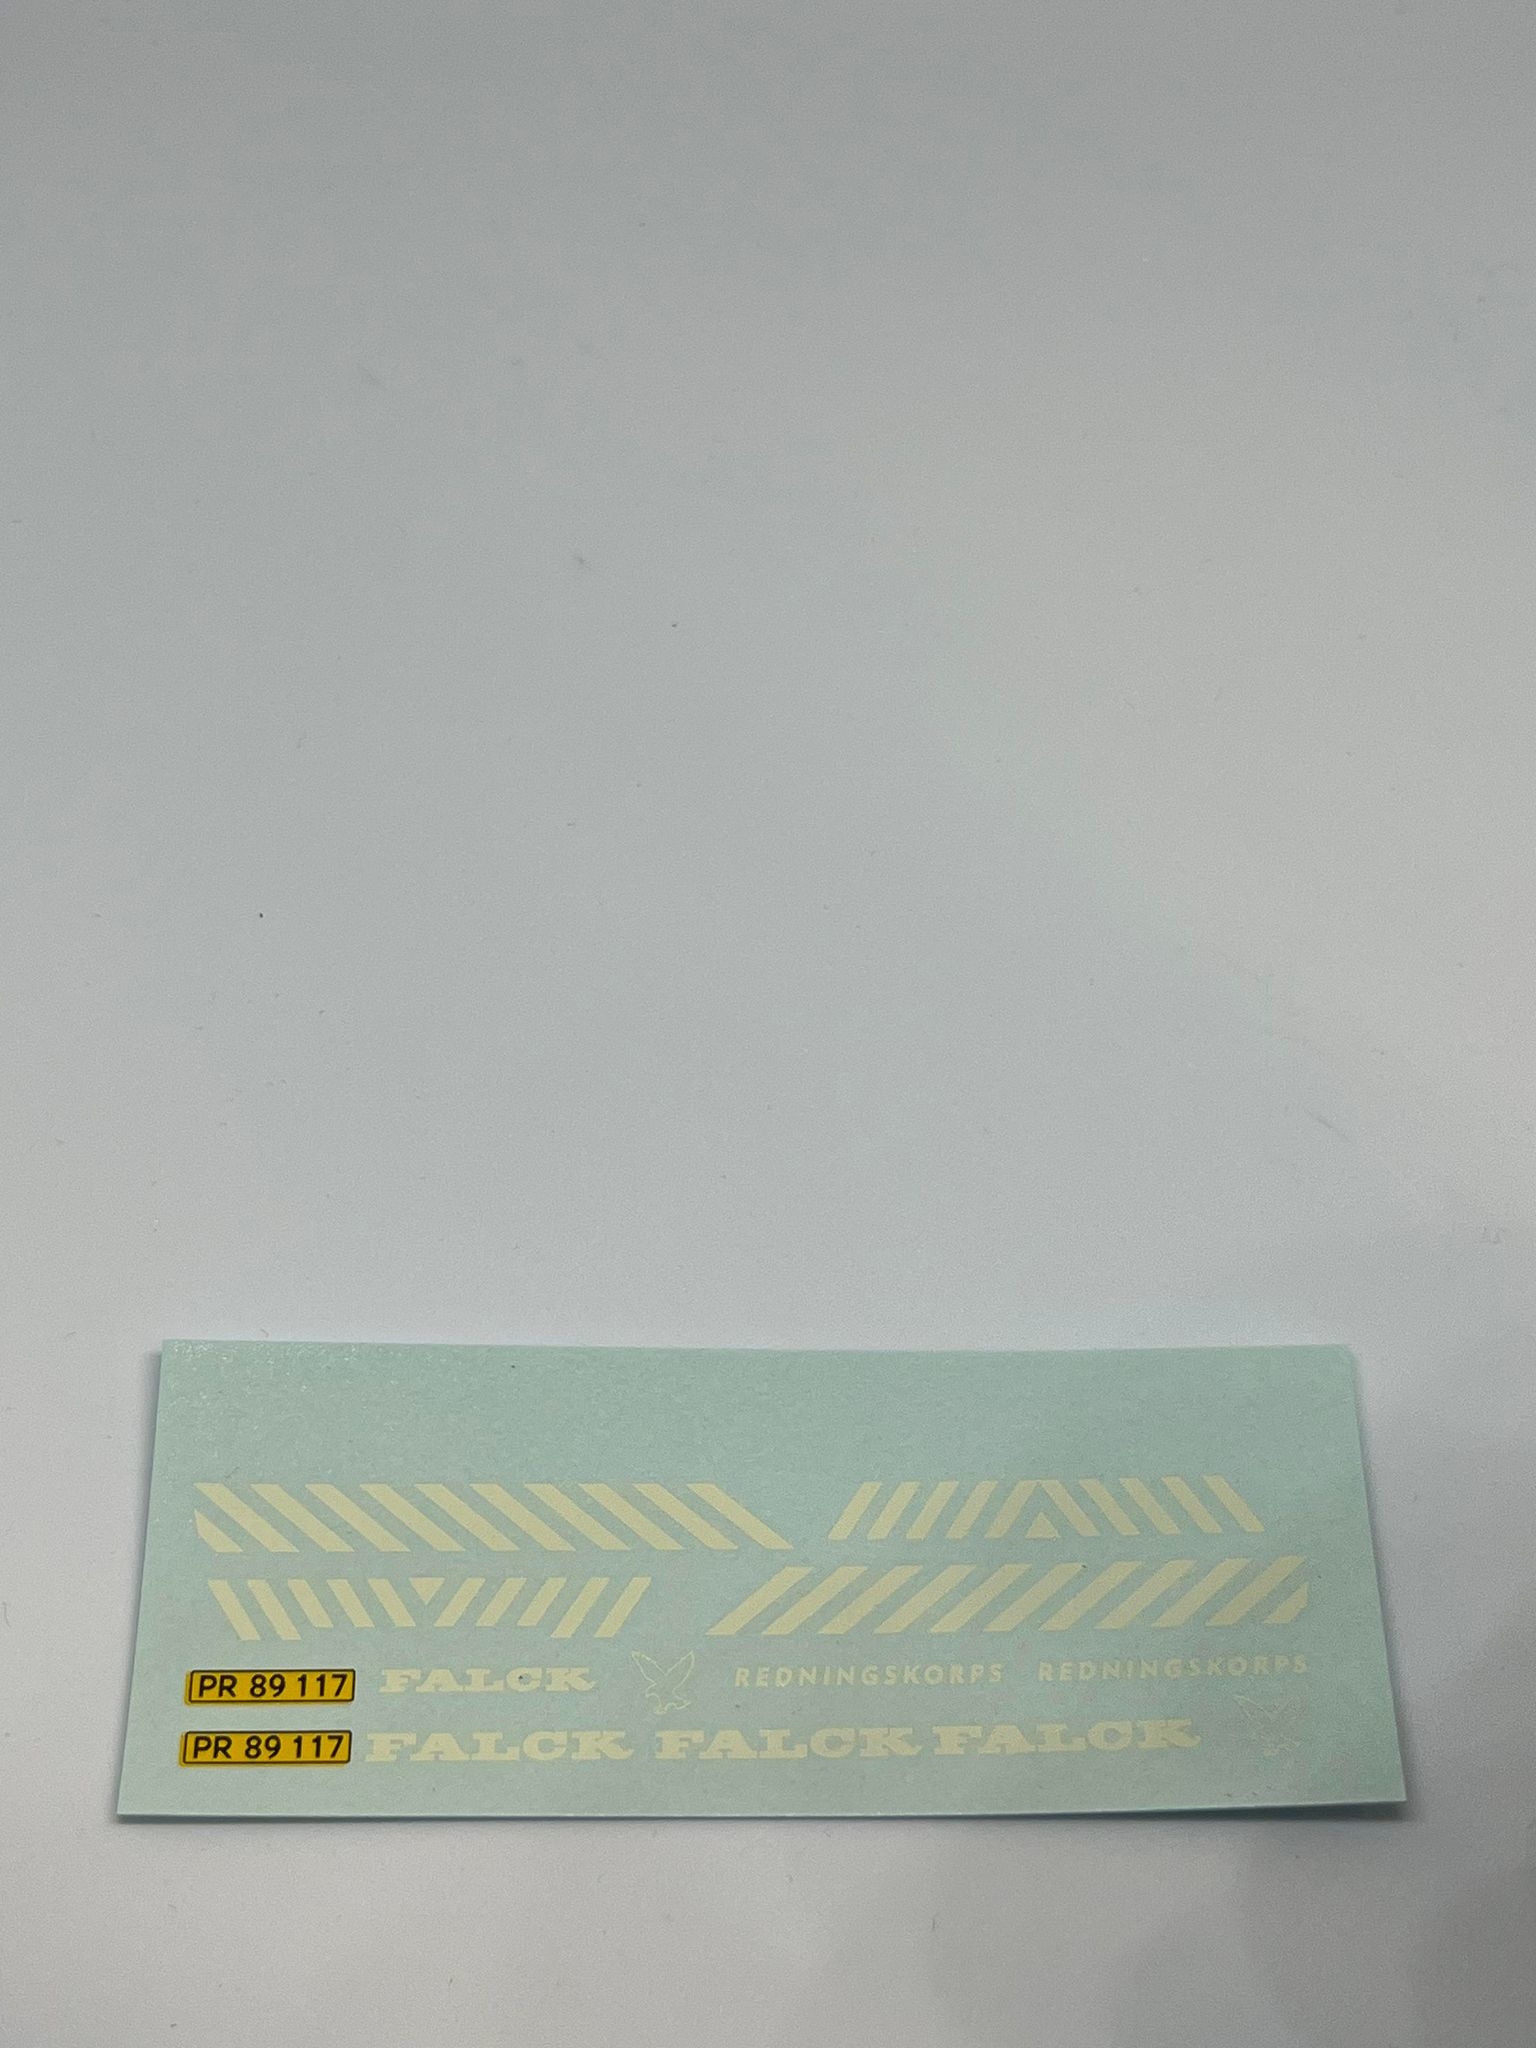 PR 89 117 FALCK REDNINGSKORPS REDNINGSKORPS
PR 89 117 FALCK FALCK FALCK